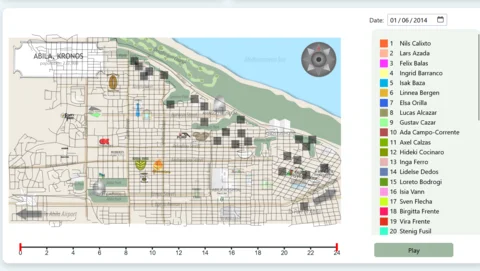 Date: 01/06/2014
ABILA, KRONOS
1 Nils Calixto
2 Lars Azada
3 Felix Balas
4 Ingrid Barranco
5 Isak Baza
6 Linnea Bergen
7 Elsa Orilla
8 Lucas Alcazar
9 Gustav Cazar
10 Ada Campo-Corrente
11 Axel Calzas
12 Hideki Cocinaro
13 Inga Ferro
14 Lidelse Dedos
15 Loreto Bodrogi
16 Isia Vann
17 Sven Flecha
18 Birgitta Frente
19 Vira Frente
20 Stenig Fusil
0 2 4 6 8 10 12 14 16 18 20 22 24
Play